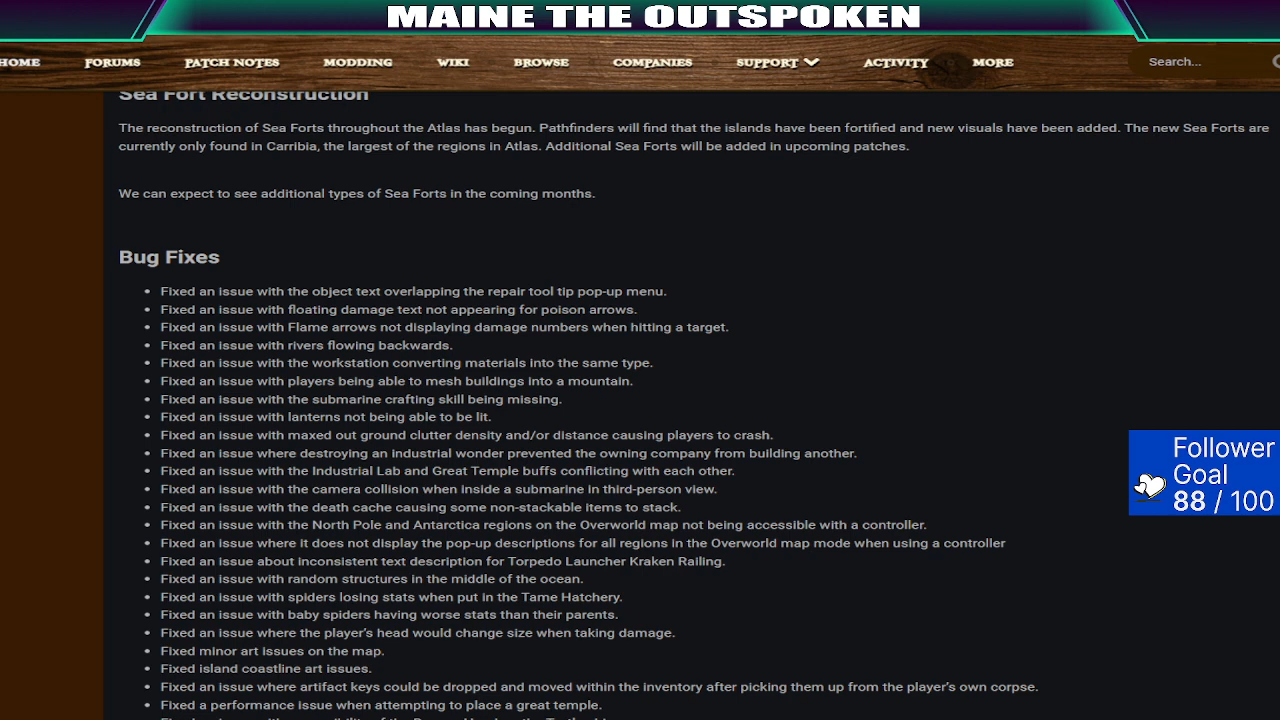 MAINE THE OUTSPOKEN
HOME FORUMS PATCH NOTES MODDING WIKI BROWSE COMPANIES SUPPORT ACTIVITY MORE Search...
Sea Fort Reconstruction
The reconstruction of Sea Forts throughout the Atlas has begun. Pathfinders will find that the islands have been fortified and new visuals have been added. The new Sea Forts are
currently only found in Carribia, the largest of the regions in Atlas. Additional Sea Forts will be added in upcoming patches.
We can expect to see additional types of Sea Forts in the coming months.
Bug Fixes
• Fixed an issue with the object text overlapping the repair tool tip pop-up menu.
• Fixed an issue with floating damage text not appearing for poison arrows.
• Fixed an issue with Flame arrows not displaying damage numbers when hitting a target.
• Fixed an issue with rivers flowing backwards.
• Fixed an issue with the workstation converting materials into the same type.
• Fixed an issue with players being able to mesh buildings into a mountain.
• Fixed an issue with the submarine crafting skill being missing.
• Fixed an issue with lanterns not being able to be lit.
• Fixed an issue with maxed out ground clutter density and/or distance causing players to crash.
• Fixed an issue where destroying an industrial wonder prevented the owning company from building another.
• Fixed an issue with the Industrial Lab and Great Temple buffs conflicting with each other.
• Fixed an issue with the camera collision when inside a submarine in third-person view.
• Fixed an issue with the death cache causing some non-stackable items to stack.
• Fixed an issue with the North Pole and Antarctica regions on the Overworld map not being accessible with a controller.
• Fixed an issue where it does not display the pop-up descriptions for all regions in the Overworld map mode when using a controller
• Fixed an issue about inconsistent text description for Torpedo Launcher Kraken Railing.
• Fixed an issue with random structures in the middle of the ocean.
• Fixed an issue with spiders losing stats when put in the Tame Hatchery.
• Fixed an issue with baby spiders having worse stats than their parents.
• Fixed an issue where the player's head would change size when taking damage.
• Fixed minor art issues on the map.
• Fixed island coastline art issues.
• Fixed an issue where artifact keys could be dropped and moved within the inventory after picking them up from the player's own corpse.
• Fixed a performance issue when attempting to place a great temple.
Follower
Goal
88 / 100